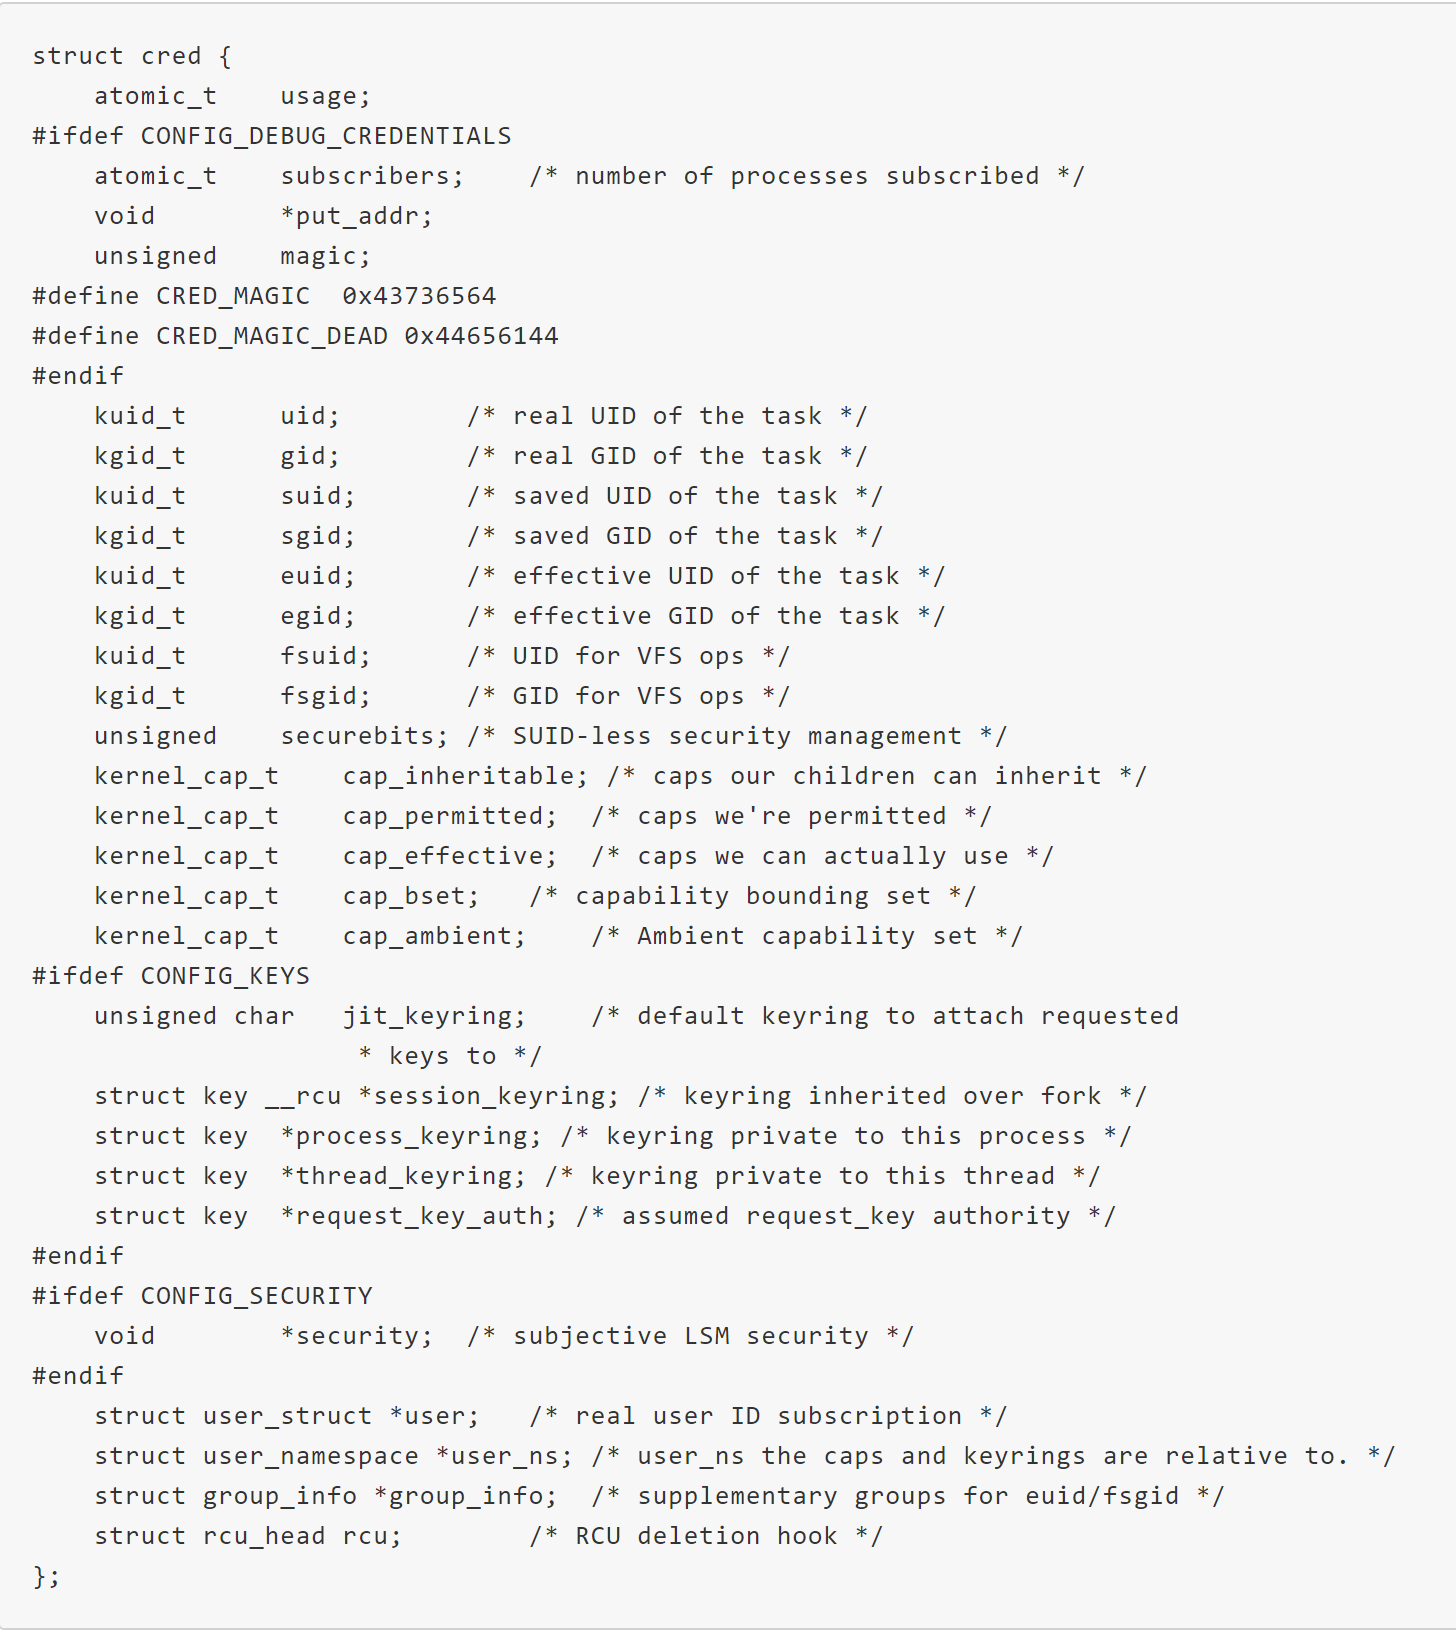 struct cred {
    atomic_t    usage;
#ifdef CONFIG_DEBUG_CREDENTIALS
    atomic_t    subscribers;    /* number of processes subscribed */
    void        *put_addr;
    unsigned    magic;
#define CRED_MAGIC  0x43736564
#define CRED_MAGIC_DEAD 0x44656144
#endif
    kuid_t      uid;        /* real UID of the task */
    kgid_t      gid;        /* real GID of the task */
    kuid_t      suid;       /* saved UID of the task */
    kgid_t      sgid;       /* saved GID of the task */
    kuid_t      euid;       /* effective UID of the task */
    kgid_t      egid;       /* effective GID of the task */
    kuid_t      fsuid;      /* UID for VFS ops */
    kgid_t      fsgid;      /* GID for VFS ops */
    unsigned    securebits; /* SUID-less security management */
    kernel_cap_t    cap_inheritable; /* caps our children can inherit */
    kernel_cap_t    cap_permitted;  /* caps we're permitted */
    kernel_cap_t    cap_effective;  /* caps we can actually use */
    kernel_cap_t    cap_bset;   /* capability bounding set */
    kernel_cap_t    cap_ambient;    /* Ambient capability set */
#ifdef CONFIG_KEYS
    unsigned char   jit_keyring;    /* default keyring to attach requested
                     * keys to */
    struct key __rcu *session_keyring; /* keyring inherited over fork */
    struct key  *process_keyring; /* keyring private to this process */
    struct key  *thread_keyring; /* keyring private to this thread */
    struct key  *request_key_auth; /* assumed request_key authority */
#endif
#ifdef CONFIG_SECURITY
    void        *security;  /* subjective LSM security */
#endif
    struct user_struct *user;   /* real user ID subscription */
    struct user_namespace *user_ns; /* user_ns the caps and keyrings are relative to. */
    struct group_info *group_info;  /* supplementary groups for euid/fsgid */
    struct rcu_head rcu;        /* RCU deletion hook */
};